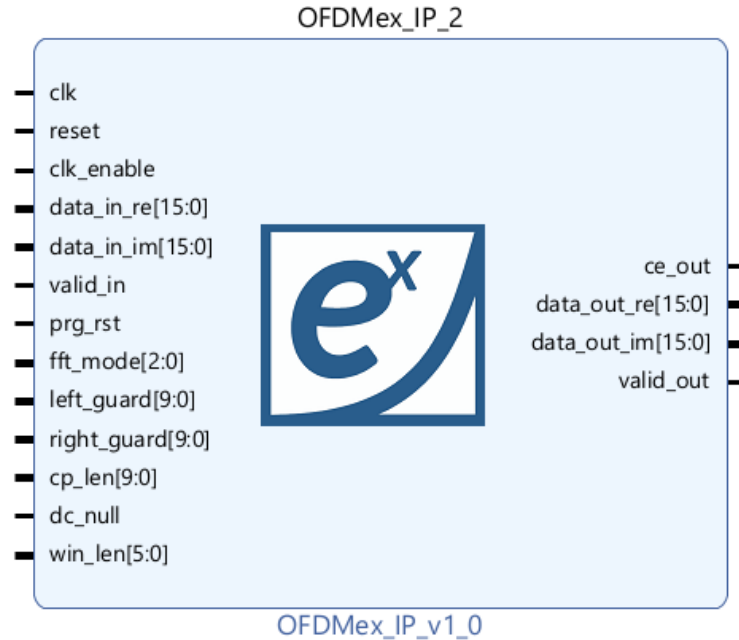 OFDMex_IP_2
clk
reset
clk_enable
data_in_re[15:0]
data_in_im[15:0]
valid_in
prg_rst
fft_mode[2:0]
left_guard[9:0]
right_guard[9:0]
cp_len[9:0]
dc_null
win_len[5:0]
e^x
ce_out
data_out_re[15:0]
data_out_im[15:0]
valid_out
OFDMex_IP_v1_0